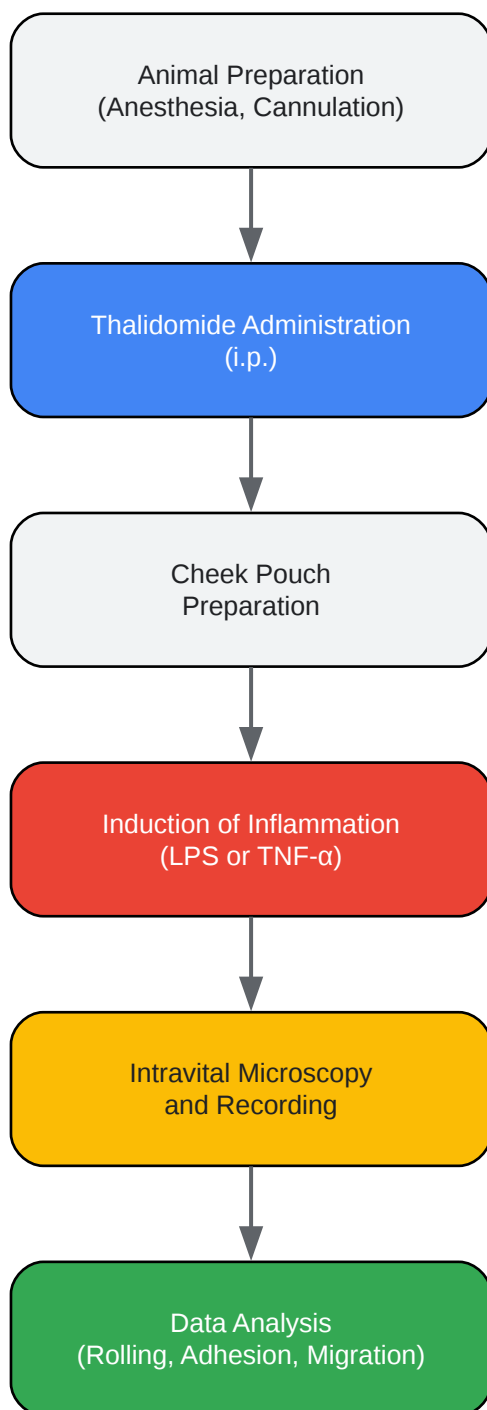 Animal Preparation
(Anesthesia, Cannulation)
Thalidomide Administration
(i.p.)
Cheek Pouch
Preparation
Induction of Inflammation
(LPS or TNF-α)
Intravital Microscopy
and Recording
Data Analysis
(Rolling, Adhesion, Migration)